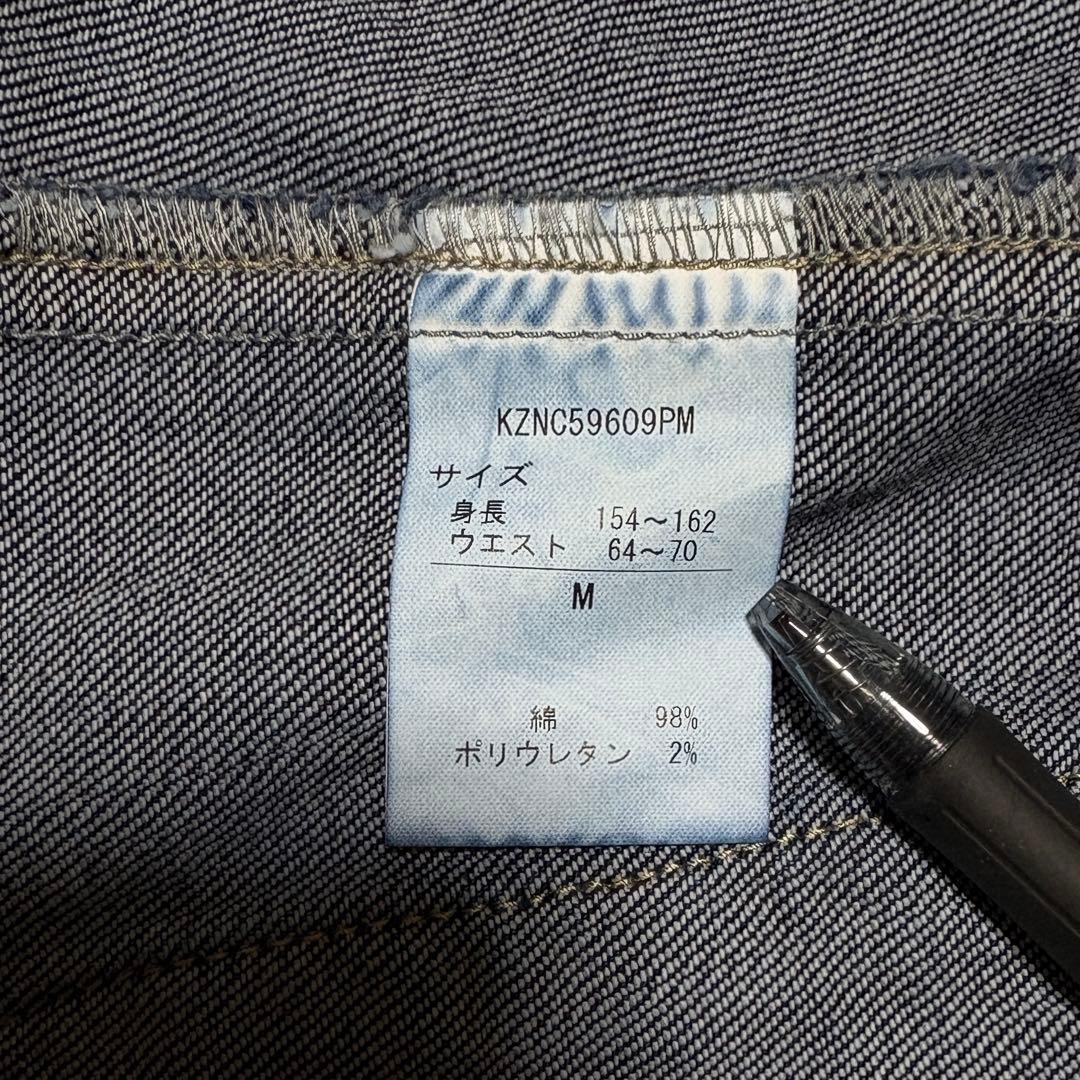 KZNC59609PM
サイズ
身長 154～162
ウエスト 64～70
M
綿 98%
ポリウレタン 2%